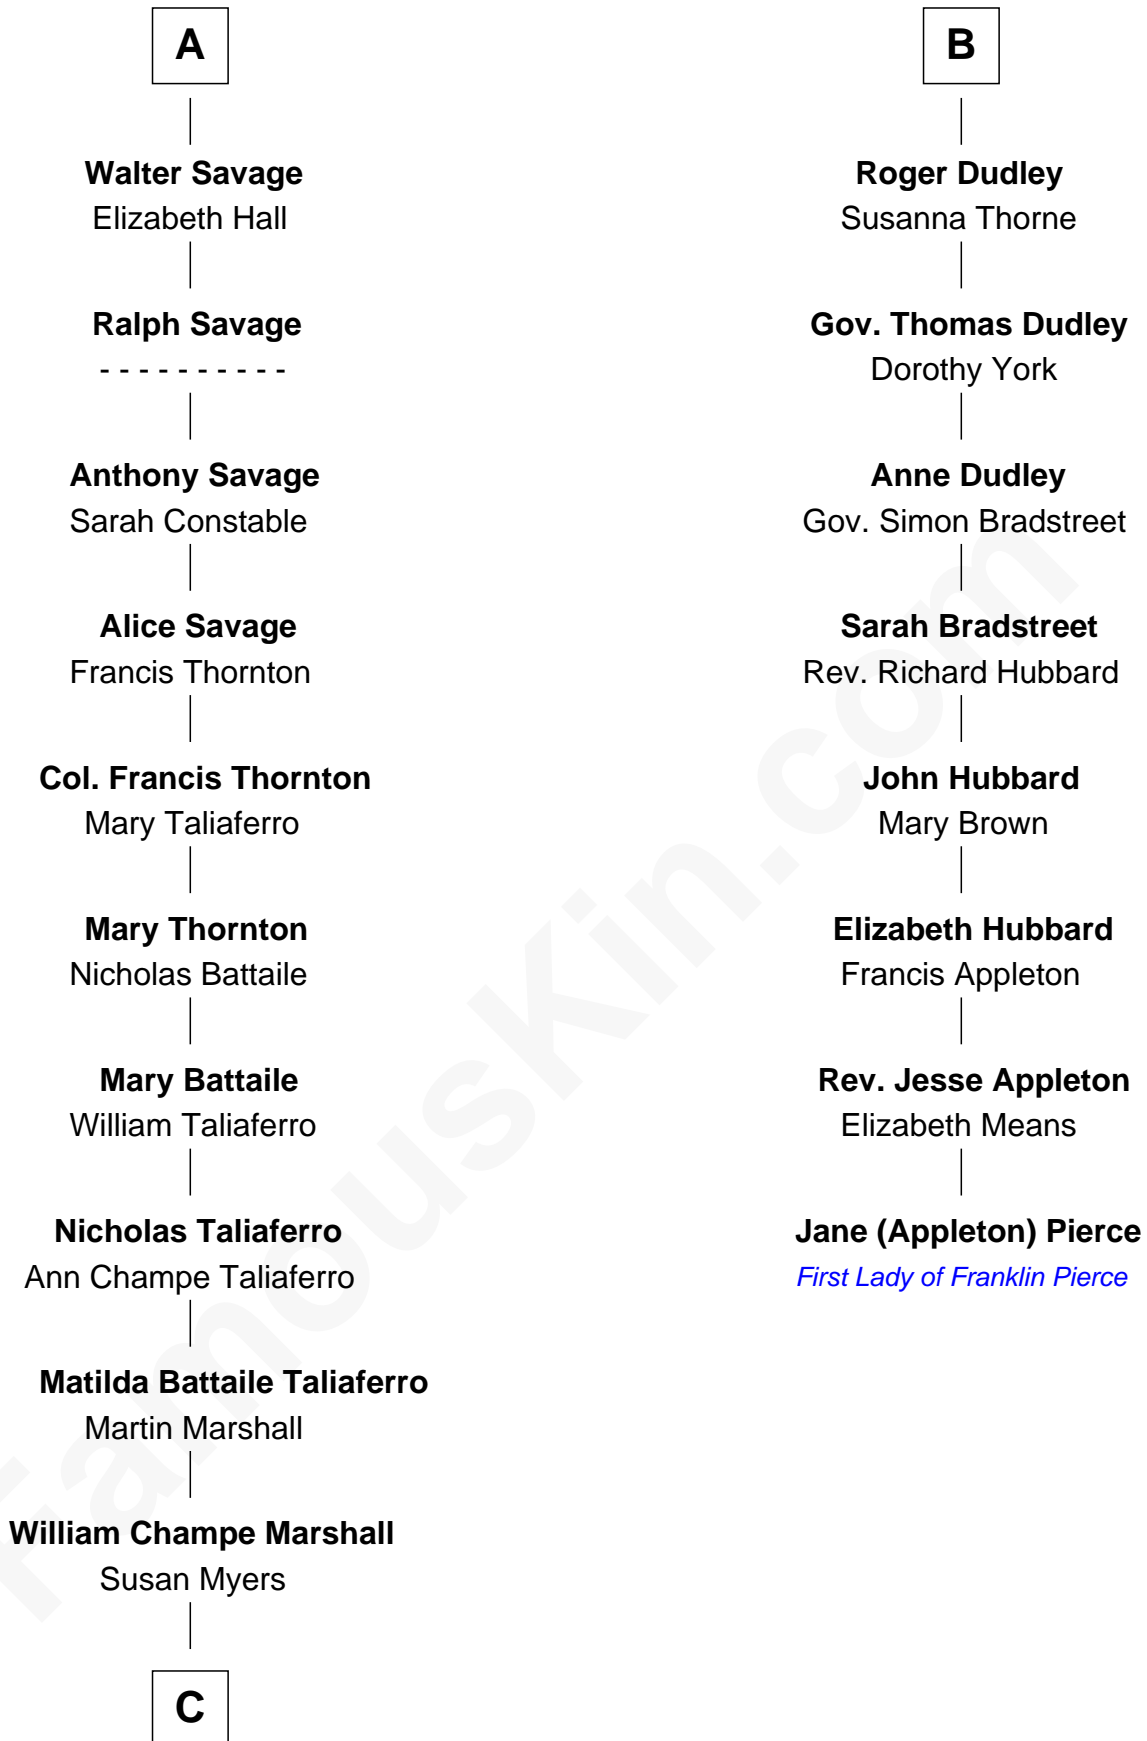 A
Walter Savage
Elizabeth Hall
Ralph Savage
- - - - - - - - - -
Anthony Savage
Sarah Constable
Alice Savage
Francis Thornton
Col. Francis Thornton
Mary Taliaferro
Mary Thornton
Nicholas Battaile
Mary Battaile
William Taliaferro
Nicholas Taliaferro
Ann Champe Taliaferro
Matilda Battaile Taliaferro
Martin Marshall
William Champe Marshall
Susan Myers
C
B
Roger Dudley
Susanna Thorne
Gov. Thomas Dudley
Dorothy York
Anne Dudley
Gov. Simon Bradstreet
Sarah Bradstreet
Rev. Richard Hubbard
John Hubbard
Mary Brown
Elizabeth Hubbard
Francis Appleton
Rev. Jesse Appleton
Elizabeth Means
Jane (Appleton) Pierce
First Lady of Franklin Pierce
FamousKin.com